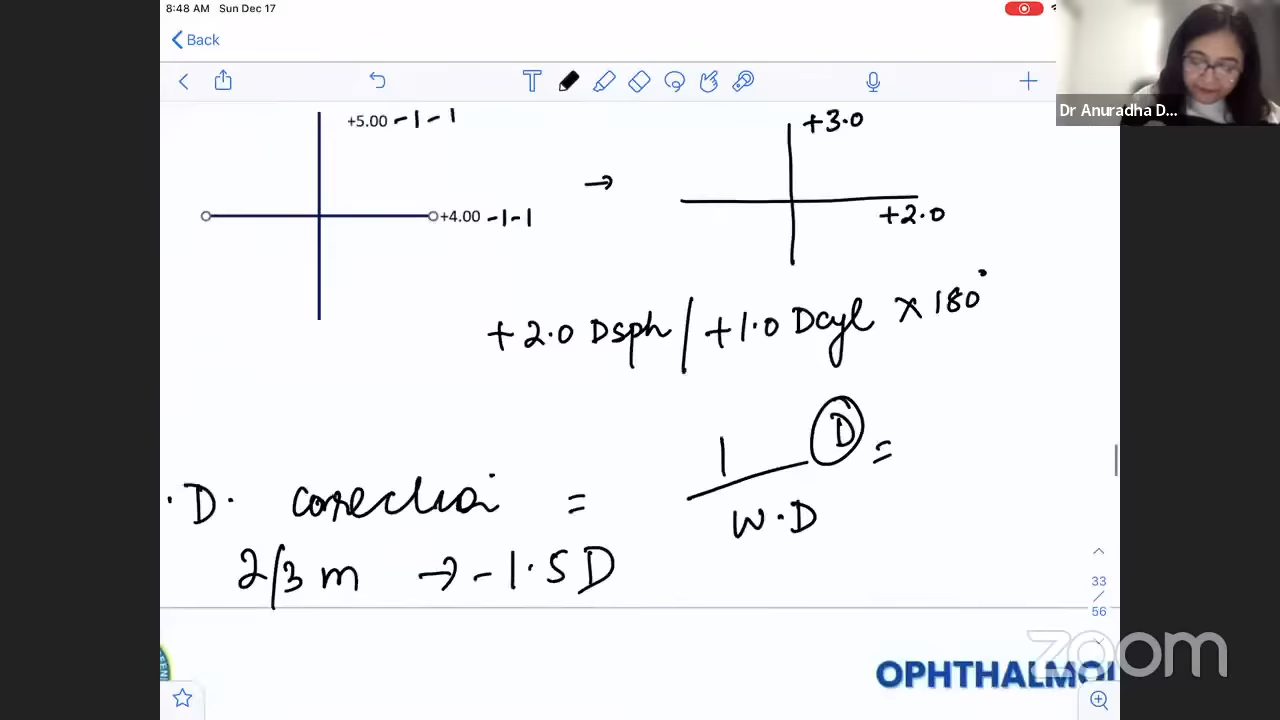 8:48 AM Sun Dec 17
Back
Dr Anuradha D...
+5.00 -1-1
+3.0
→
+4.00 -1-1
+2.0
+2.0 Dsph / +1.0 Dcyl × 180°
.D. correction = 1/W.D (D) =
2/3 m → -1.5 D
33
/
56
zoom
OPHTHALMO